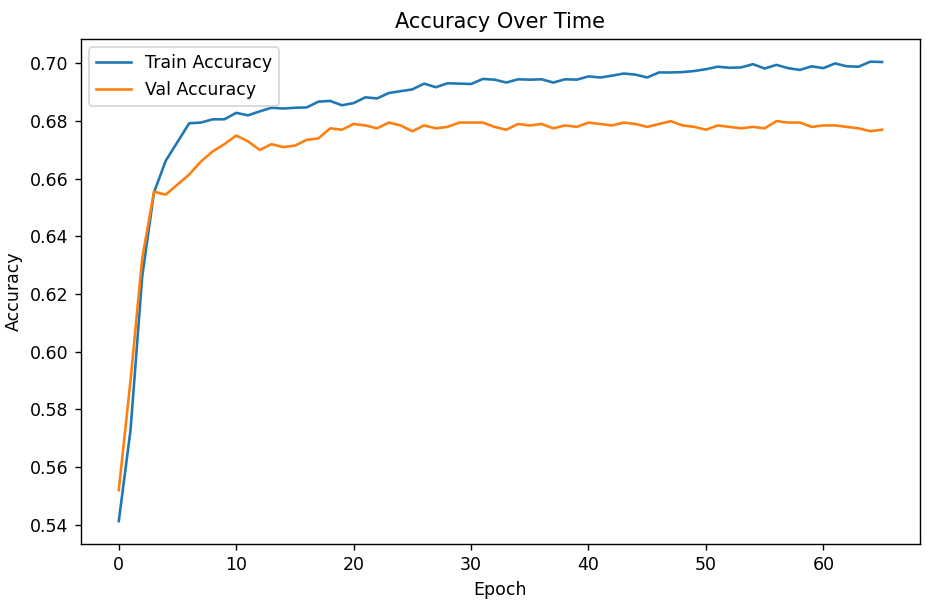 Accuracy Over Time
Train Accuracy
Val Accuracy
Accuracy
0.70
0.68
0.66
0.64
0.62
0.60
0.58
0.56
0.54
0 10 20 30 40 50 60
Epoch